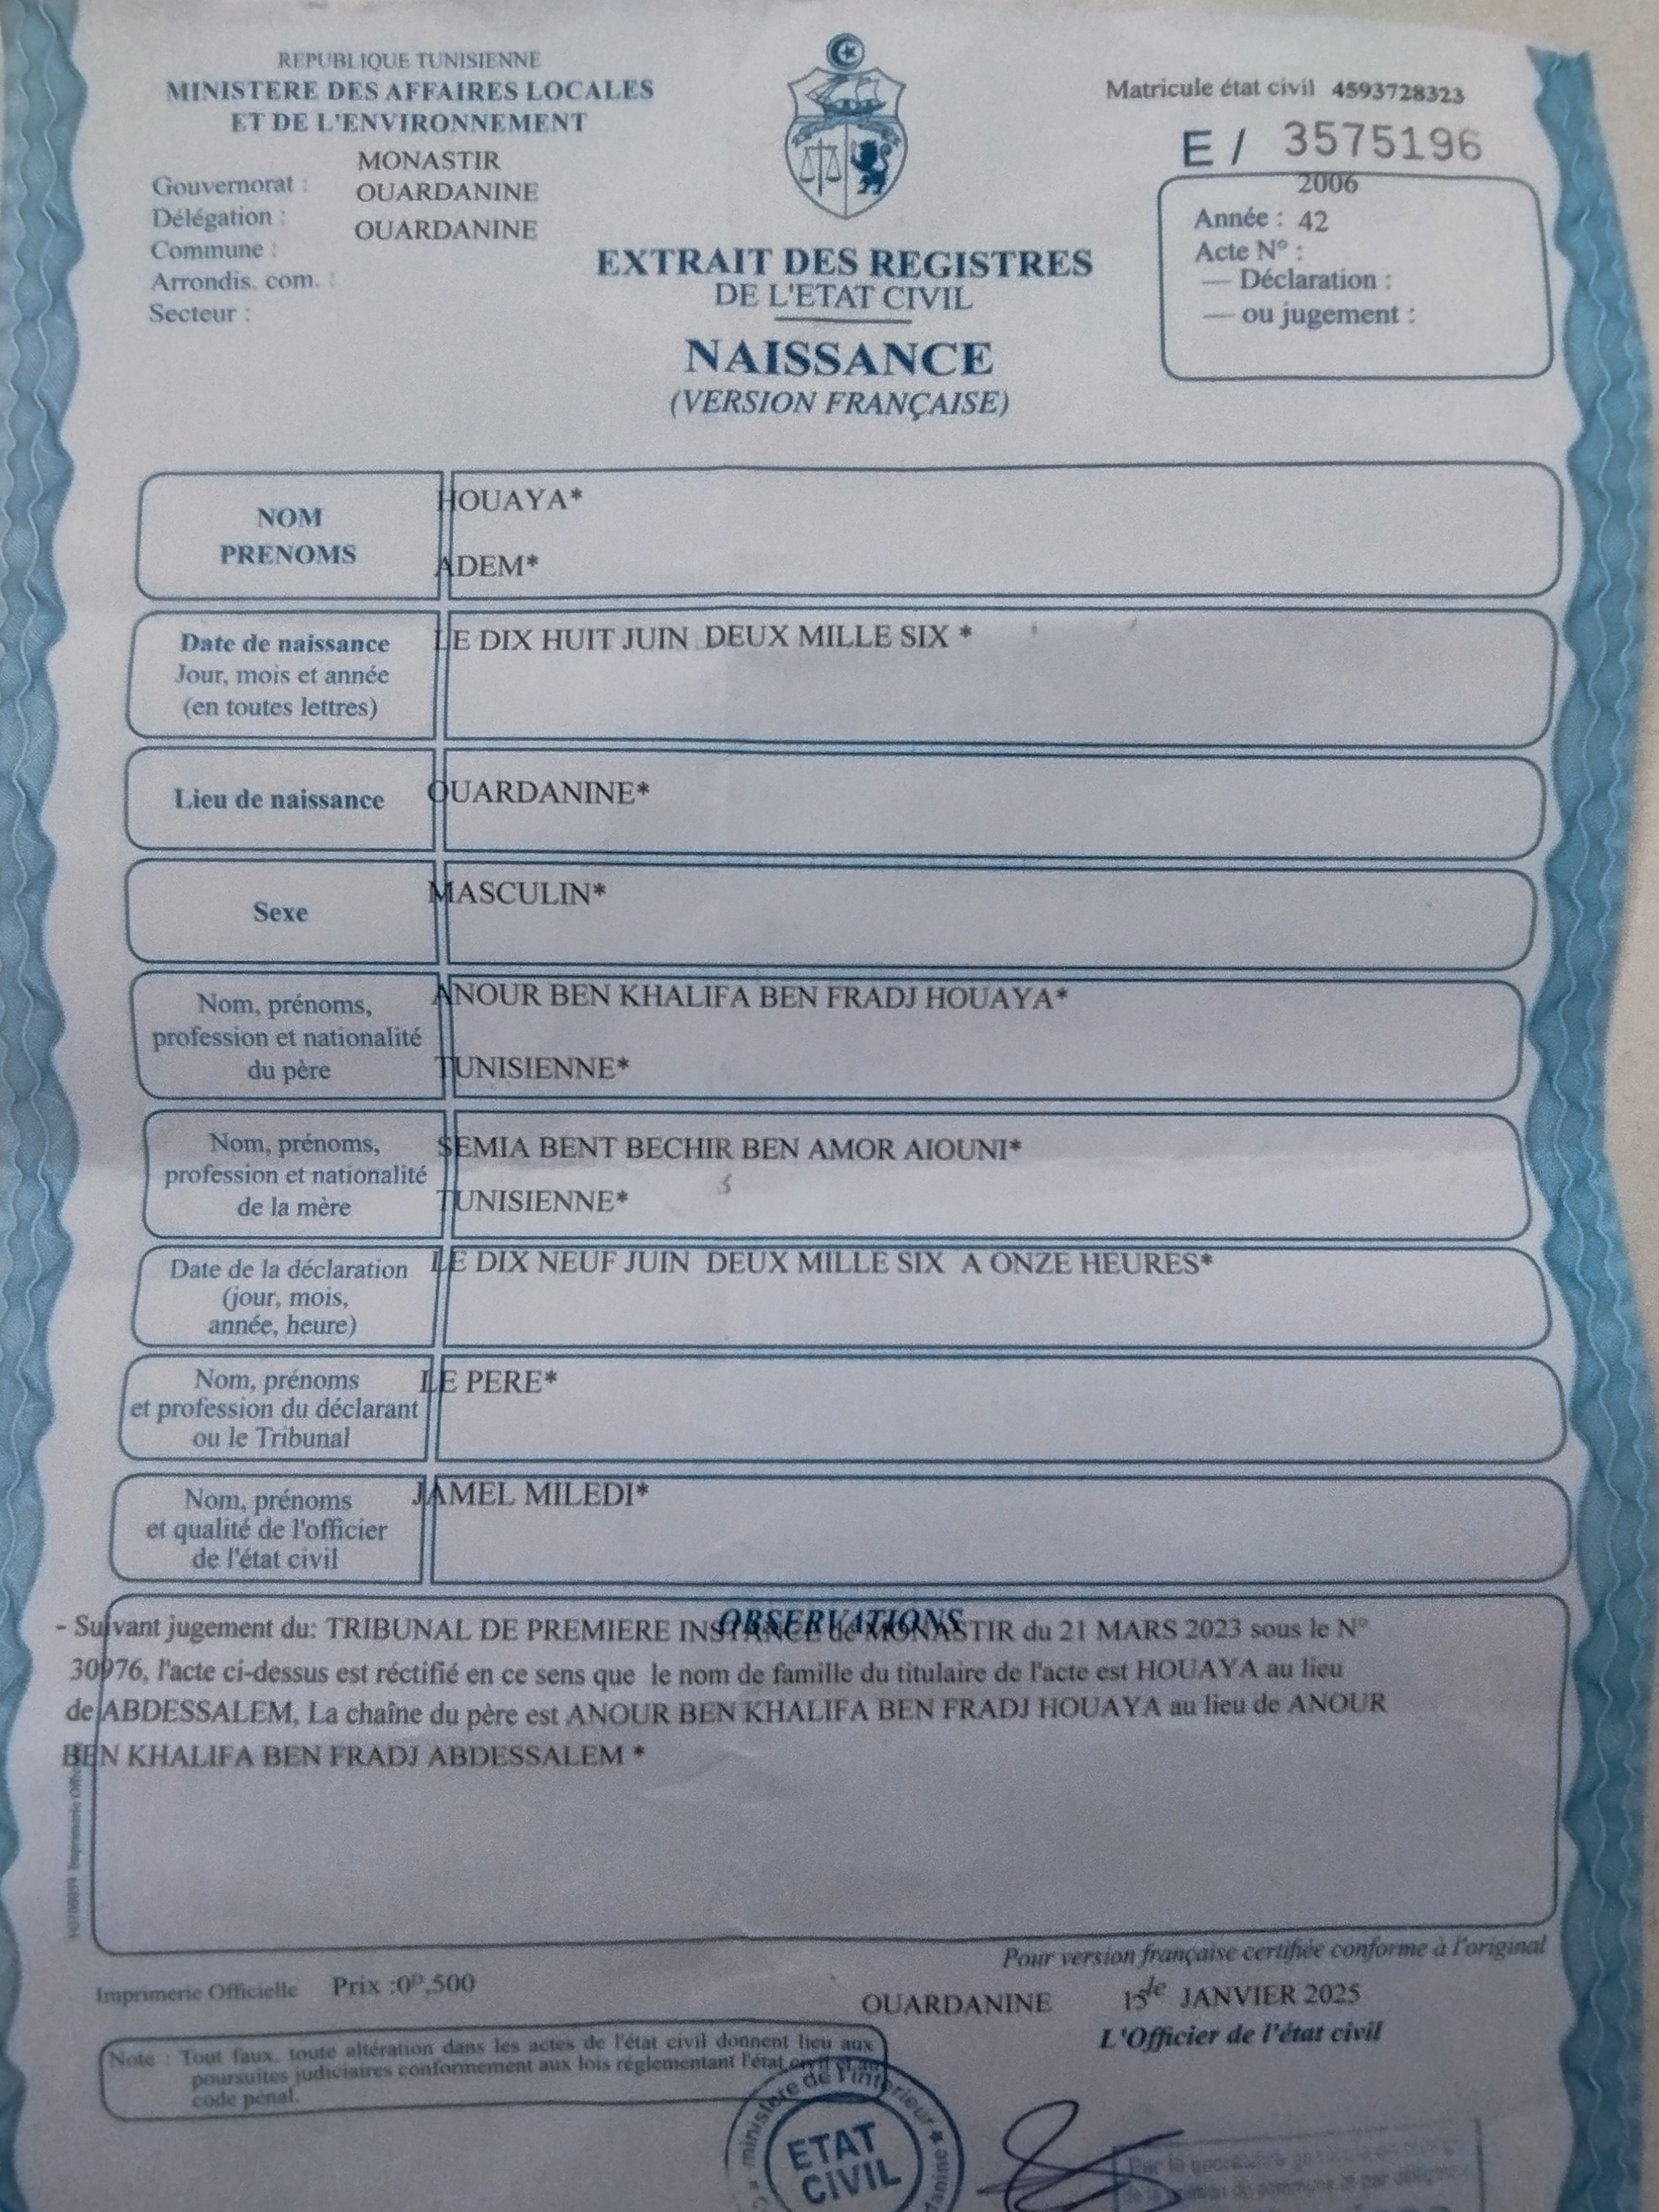 REPUBLIQUE TUNISIENNE
MINISTERE DES AFFAIRES LOCALES
ET DE L'ENVIRONNEMENT
MONASTIR
Gouvernorat :
OUARDANINE
Délégation :
OUARDANINE
Commune :
Arrondis. com. :
Secteur :
Matricule état civil 4593728323
E / 3575196
2006
Année : 42
Acte N° :
— Déclaration :
— ou jugement :
EXTRAIT DES REGISTRES
DE L'ETAT CIVIL
NAISSANCE
(VERSION FRANÇAISE)
NOM
PRENOMS
HOUAYA*
ADEM*
Date de naissance
Jour, mois et année
(en toutes lettres)
LE DIX HUIT JUIN DEUX MILLE SIX *
Lieu de naissance
OUARDANINE*
Sexe
MASCULIN*
Nom, prénoms,
profession et nationalité
du père
ANOUR BEN KHALIFA BEN FRADJ HOUAYA*
TUNISIENNE*
Nom, prénoms,
profession et nationalité
de la mère
SEMIA BENT BECHIR BEN AMOR AIOUNI*
TUNISIENNE*
Date de la déclaration
(jour, mois,
année, heure)
LE DIX NEUF JUIN DEUX MILLE SIX A ONZE HEURES*
Nom, prénoms
et profession du déclarant
ou le Tribunal
LE PERE*
Nom, prénoms
et qualité de l'officier
de l'état civil
JAMEL MILEDI*
OBSERVATIONS
- Suivant jugement du: TRIBUNAL DE PREMIERE INSTANCE de MONASTIR du 21 MARS 2023 sous le N°
30976, l'acte ci-dessus est réctifié en ce sens que le nom de famille du titulaire de l'acte est HOUAYA au lieu
de ABDESSALEM, La chaîne du père est ANOUR BEN KHALIFA BEN FRADJ HOUAYA au lieu de ANOUR
BEN KHALIFA BEN FRADJ ABDESSALEM *
Imprimerie
Pour version française certifiée conforme à l'original
Imprimerie Officielle Prix :0D,500
OUARDANINE le 15 JANVIER 2025
L'Officier de l'état civil
Note : Tout faux, toute altération dans les actes de l'état civil donnent lieu aux
poursuites judiciaires conformement aux lois réglementant l'état civil et au
code pénal.
ministère de l'intérieur
ETAT
CIVIL